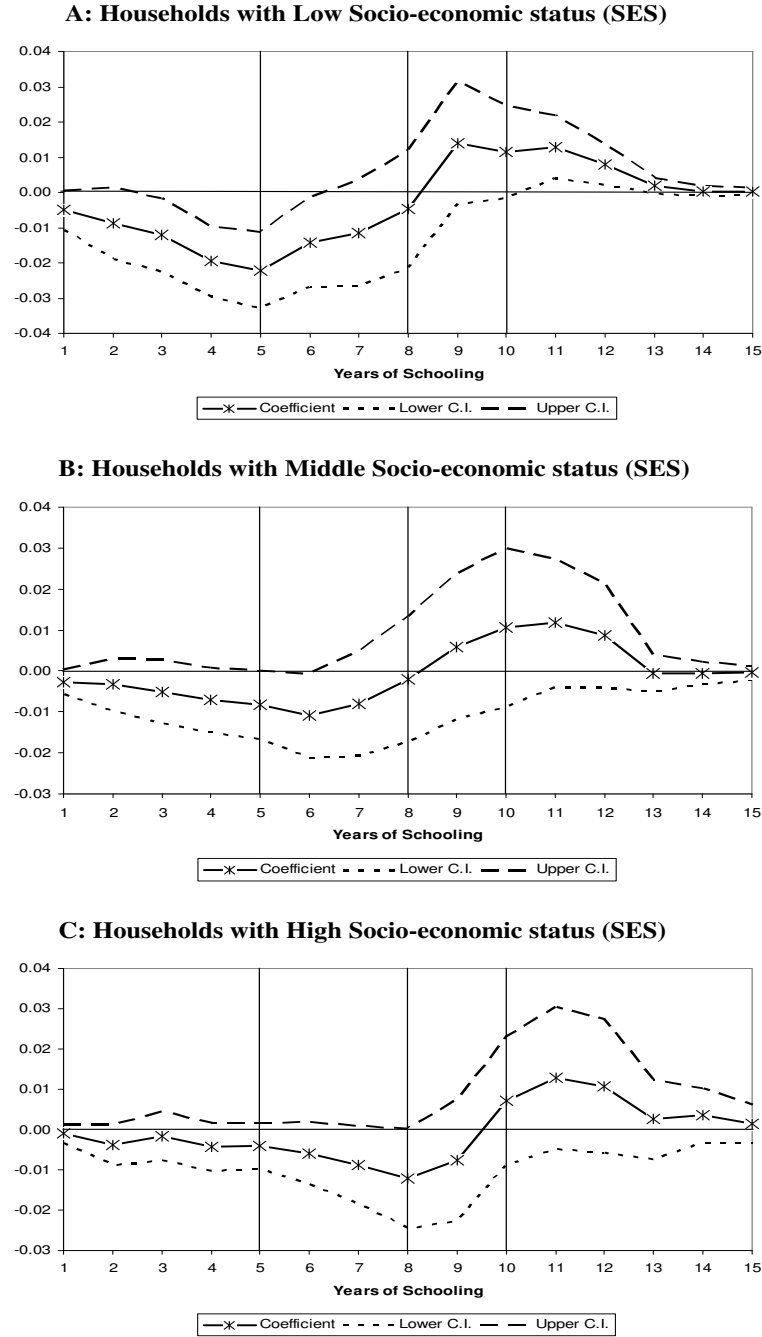 A: Households with Low Socio-economic status (SES)
0.04
0.03
0.02
0.01
0.00
-0.01
-0.02
-0.03
-0.04
1 2 3 4 5 6 7 8 9 10 11 12 13 14 15
Years of Schooling
Coefficient Lower C.I. Upper C.I.
B: Households with Middle Socio-economic status (SES)
0.04
0.03
0.02
0.01
0.00
-0.01
-0.02
-0.03
1 2 3 4 5 6 7 8 9 10 11 12 13 14 15
Years of Schooling
Coefficient Lower C.I. Upper C.I.
C: Households with High Socio-economic status (SES)
0.04
0.03
0.02
0.01
0.00
-0.01
-0.02
-0.03
1 2 3 4 5 6 7 8 9 10 11 12 13 14 15
Years of Schooling
Coefficient Lower C.I. Upper C.I.